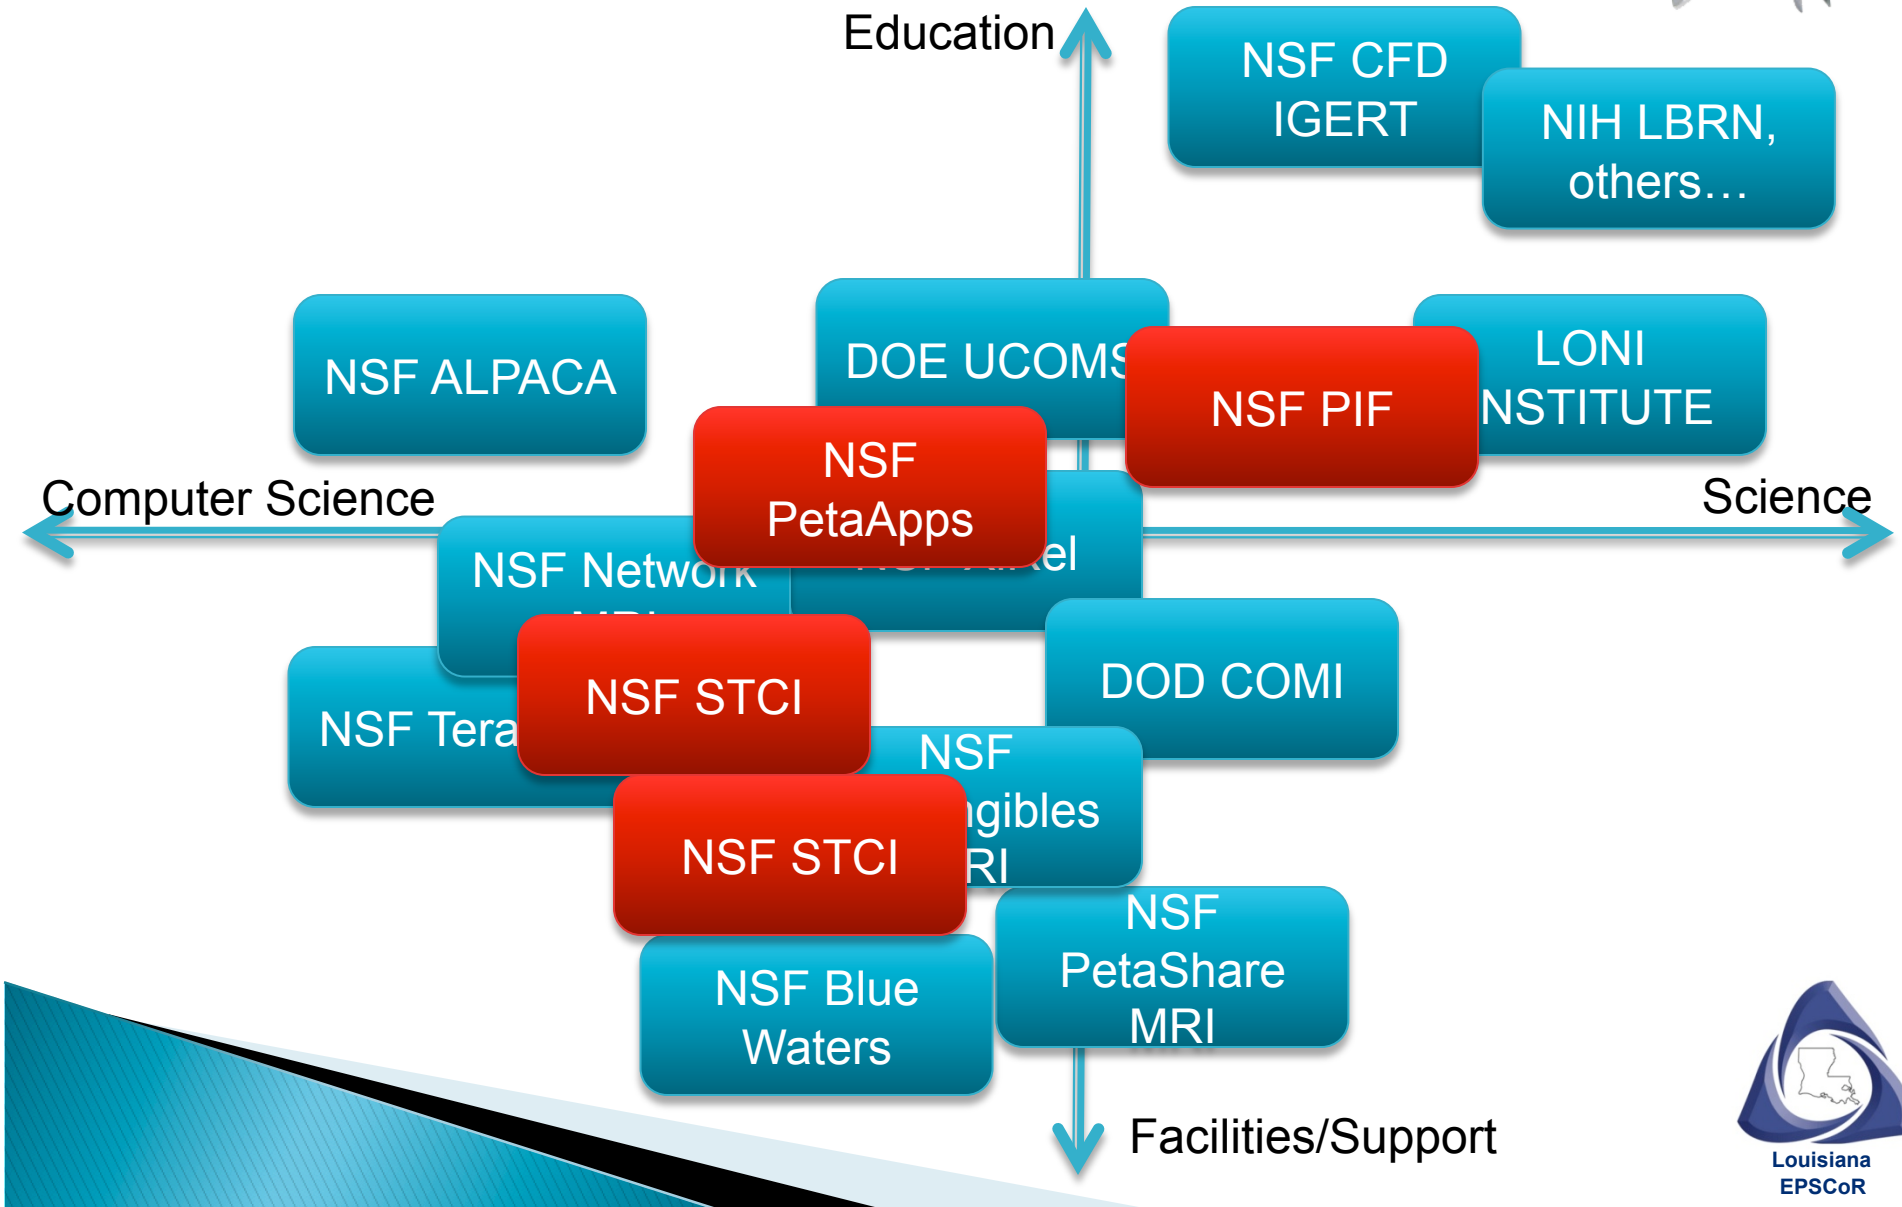 Education
NSF CFD
IGERT
NIH LBRN,
others…
NSF ALPACA
DOE UCOMS
NSF PIF
LONI
NSTITUTE
NSF
PetaApps
Computer Science
Science
NSF Network
NSF STCI
DOD COMI
NSF Tera
NSF
ngibles
RI
NSF STCI
NSF
PetaShare
MRI
NSF Blue
Waters
Facilities/Support
Louisiana
EPSCoR